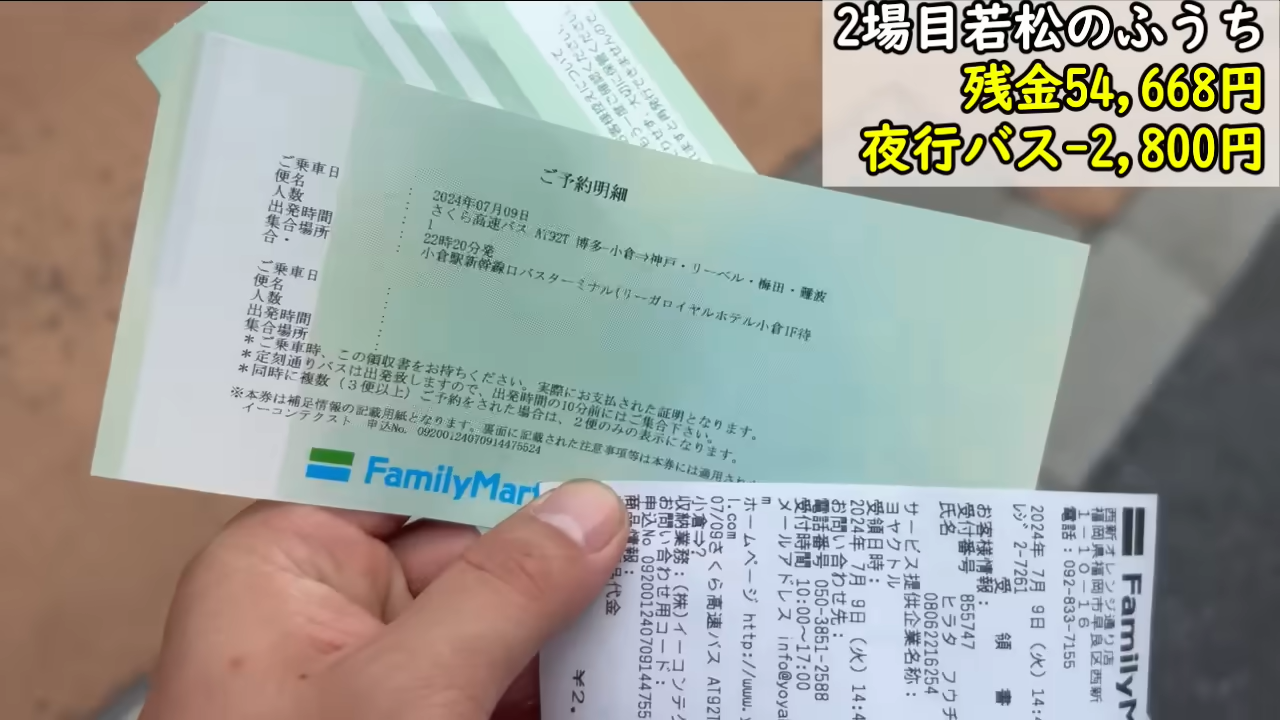 2場目若松のふうち
残金54,668円
夜行バス-2,800円
ご予約明細
ご乗車日 : 2024年07月09日
便名 : さくら高速バス AT92T 博多-小倉⇒神戸・リーベル・梅田・難波
人数 : 1
出発時間 : 22時20分発
集合場所 : 小倉駅新幹線口バスターミナル(リーガロイヤルホテル小倉1F待
合・
ご乗車日 :
便名 :
人数 :
出発時間 :
集合場所 :
*ご乗車時、この領収書をお持ちください。実際にお支払された証明となります。
*定刻通りバスは出発致しますので、出発時間の10分前にはご集合下さい。
*同時に複数(3便以上)ご予約をされた場合は、2便のみの表示になります。
※本券は補足情報の記載用紙となります。裏面に記載された注意事項等は本券には適用され
イーコンテクスト 申込No. 09200124070914475524
FamilyMart
FamilyM
西新オレンジ通り店
福岡県福岡市早良区西新
1-10-16
電話:092-833-7155
2024年 7月 9日 (火) 14:4
レジ 2-7261
受 領 書
お客様情報:
受付番号 855747
08062216254
氏名 ヒラタ フウチ
サービス提供企業名称:
ヨヤクトル
受領日時:
2024年 7月 9日 (火) 14:4
お問い合わせ先:
電話番号 050-3851-2588
受付時間 10:00〜17:00
メールアドレス info@yoya
m
ホームページ http://www.y
l.com
07/09さくら高速バス AT92T
小倉⇒?
収納業務:(株)イーコンテ
お問い合わせ用コード:
申込No 092001240709144755
商品情報:
品代金
¥2,